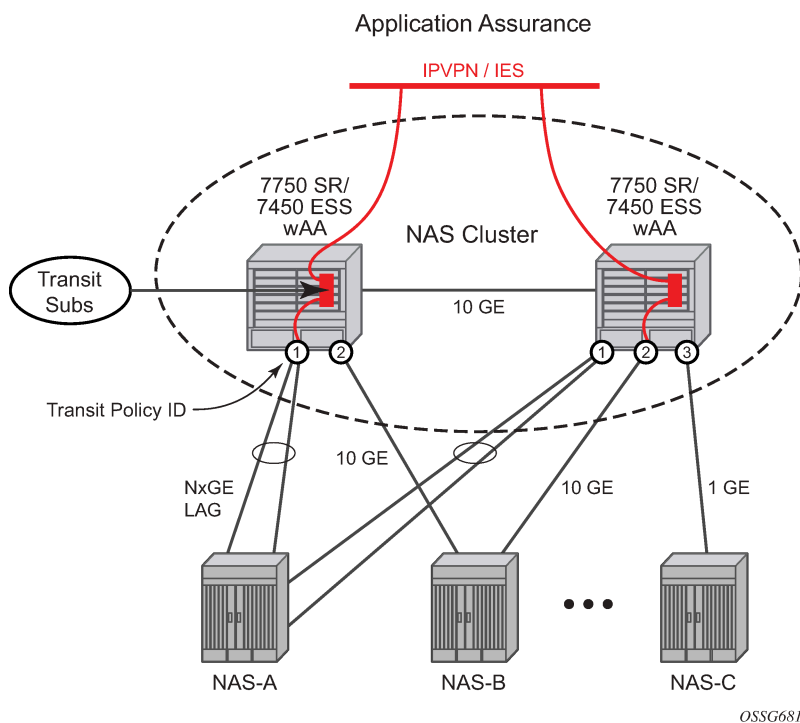 Application Assurance
IPVPN / IES
7750 SR/
7450 ESS
wAA
7750 SR/
7450 ESS
wAA
NAS Cluster
Transit
Subs
10 GE
1
2
1
2
3
Transit Policy ID
10 GE
NxGE
LAG
10 GE
1 GE
NAS-A
NAS-B
NAS-C
OSSG681